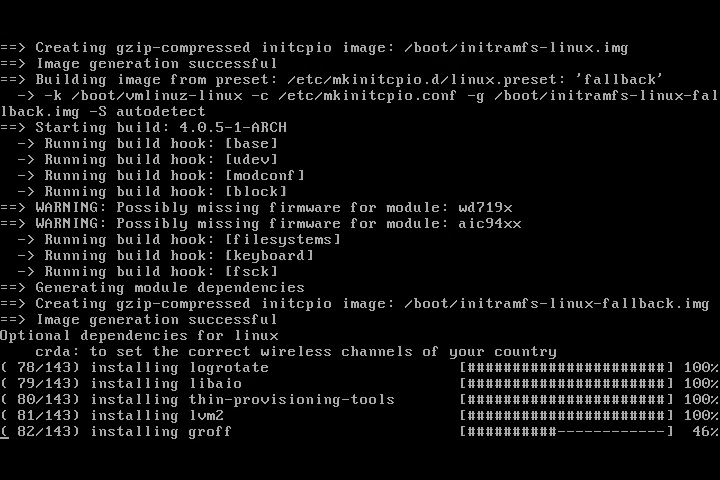 ==> Creating gzip-compressed initcpio image: /boot/initramfs-linux.img
==> Image generation successful
==> Building image from preset: /etc/mkinitcpio.d/linux.preset: 'fallback'
  -> -k /boot/vmlinuz-linux -c /etc/mkinitcpio.conf -g /boot/initramfs-linux-fal
lback.img -S autodetect
==> Starting build: 4.0.5-1-ARCH
  -> Running build hook: [base]
  -> Running build hook: [udev]
  -> Running build hook: [modconf]
  -> Running build hook: [block]
==> WARNING: Possibly missing firmware for module: wd719x
==> WARNING: Possibly missing firmware for module: aic94xx
  -> Running build hook: [filesystems]
  -> Running build hook: [keyboard]
  -> Running build hook: [fsck]
==> Generating module dependencies
==> Creating gzip-compressed initcpio image: /boot/initramfs-linux-fallback.img
==> Image generation successful
Optional dependencies for linux
    crda: to set the correct wireless channels of your country
( 78/143) installing logrotate                     [######################] 100%
( 79/143) installing libaio                        [######################] 100%
( 80/143) installing thin-provisioning-tools       [######################] 100%
( 81/143) installing lvm2                          [######################] 100%
( 82/143) installing groff                         [##########------------]  46%